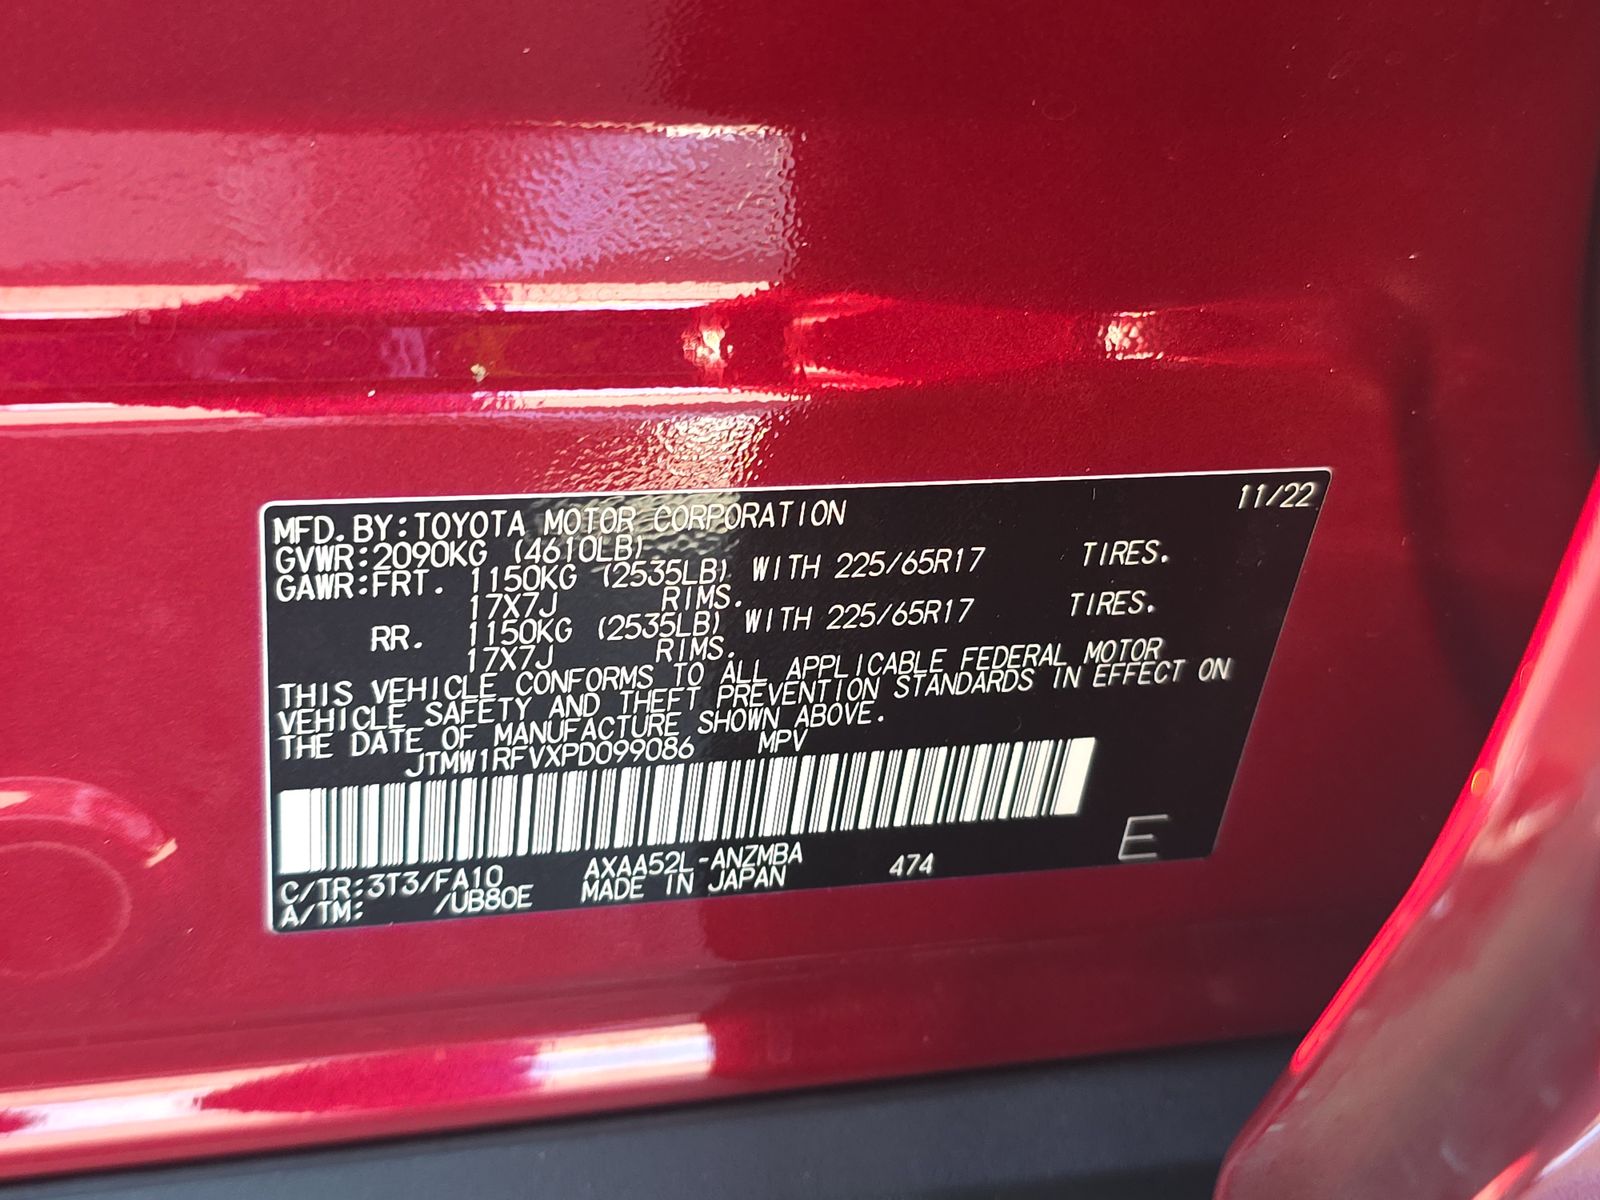 11/22
MFD.BY:TOYOTA MOTOR CORPORATION
GVWR:2090KG (4610LB)
GAWR:FRT. 1150KG (2535LB) WITH 225/65R17 TIRES.
17X7J RIMS.
RR. 1150KG (2535LB) WITH 225/65R17 TIRES.
17X7J RIMS.
THIS VEHICLE CONFORMS TO ALL APPLICABLE FEDERAL MOTOR
VEHICLE SAFETY AND THEFT PREVENTION STANDARDS IN EFFECT ON
THE DATE OF MANUFACTURE SHOWN ABOVE.
JTMW1RFVXPD099086 MPV
C/TR:3T3/FA10 AXAA52L-ANZMBA 474 E
A/TM: /UB80E MADE IN JAPAN